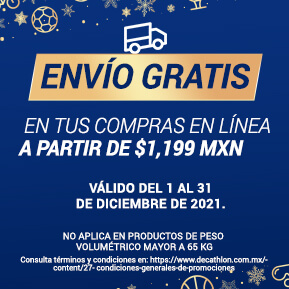 ENVÍO GRATIS
EN TUS COMPRAS EN LÍNEA
A PARTIR DE $1,199 MXN
VÁLIDO DEL 1 AL 31
DE DICIEMBRE DE 2021.
NO APLICA EN PRODUCTOS DE PESO
VOLUMÉTRICO MAYOR A 65 KG
Consulta términos y condiciones en: https://www.decathlon.com.mx/-
content/27- condiciones-generales-de-promociones